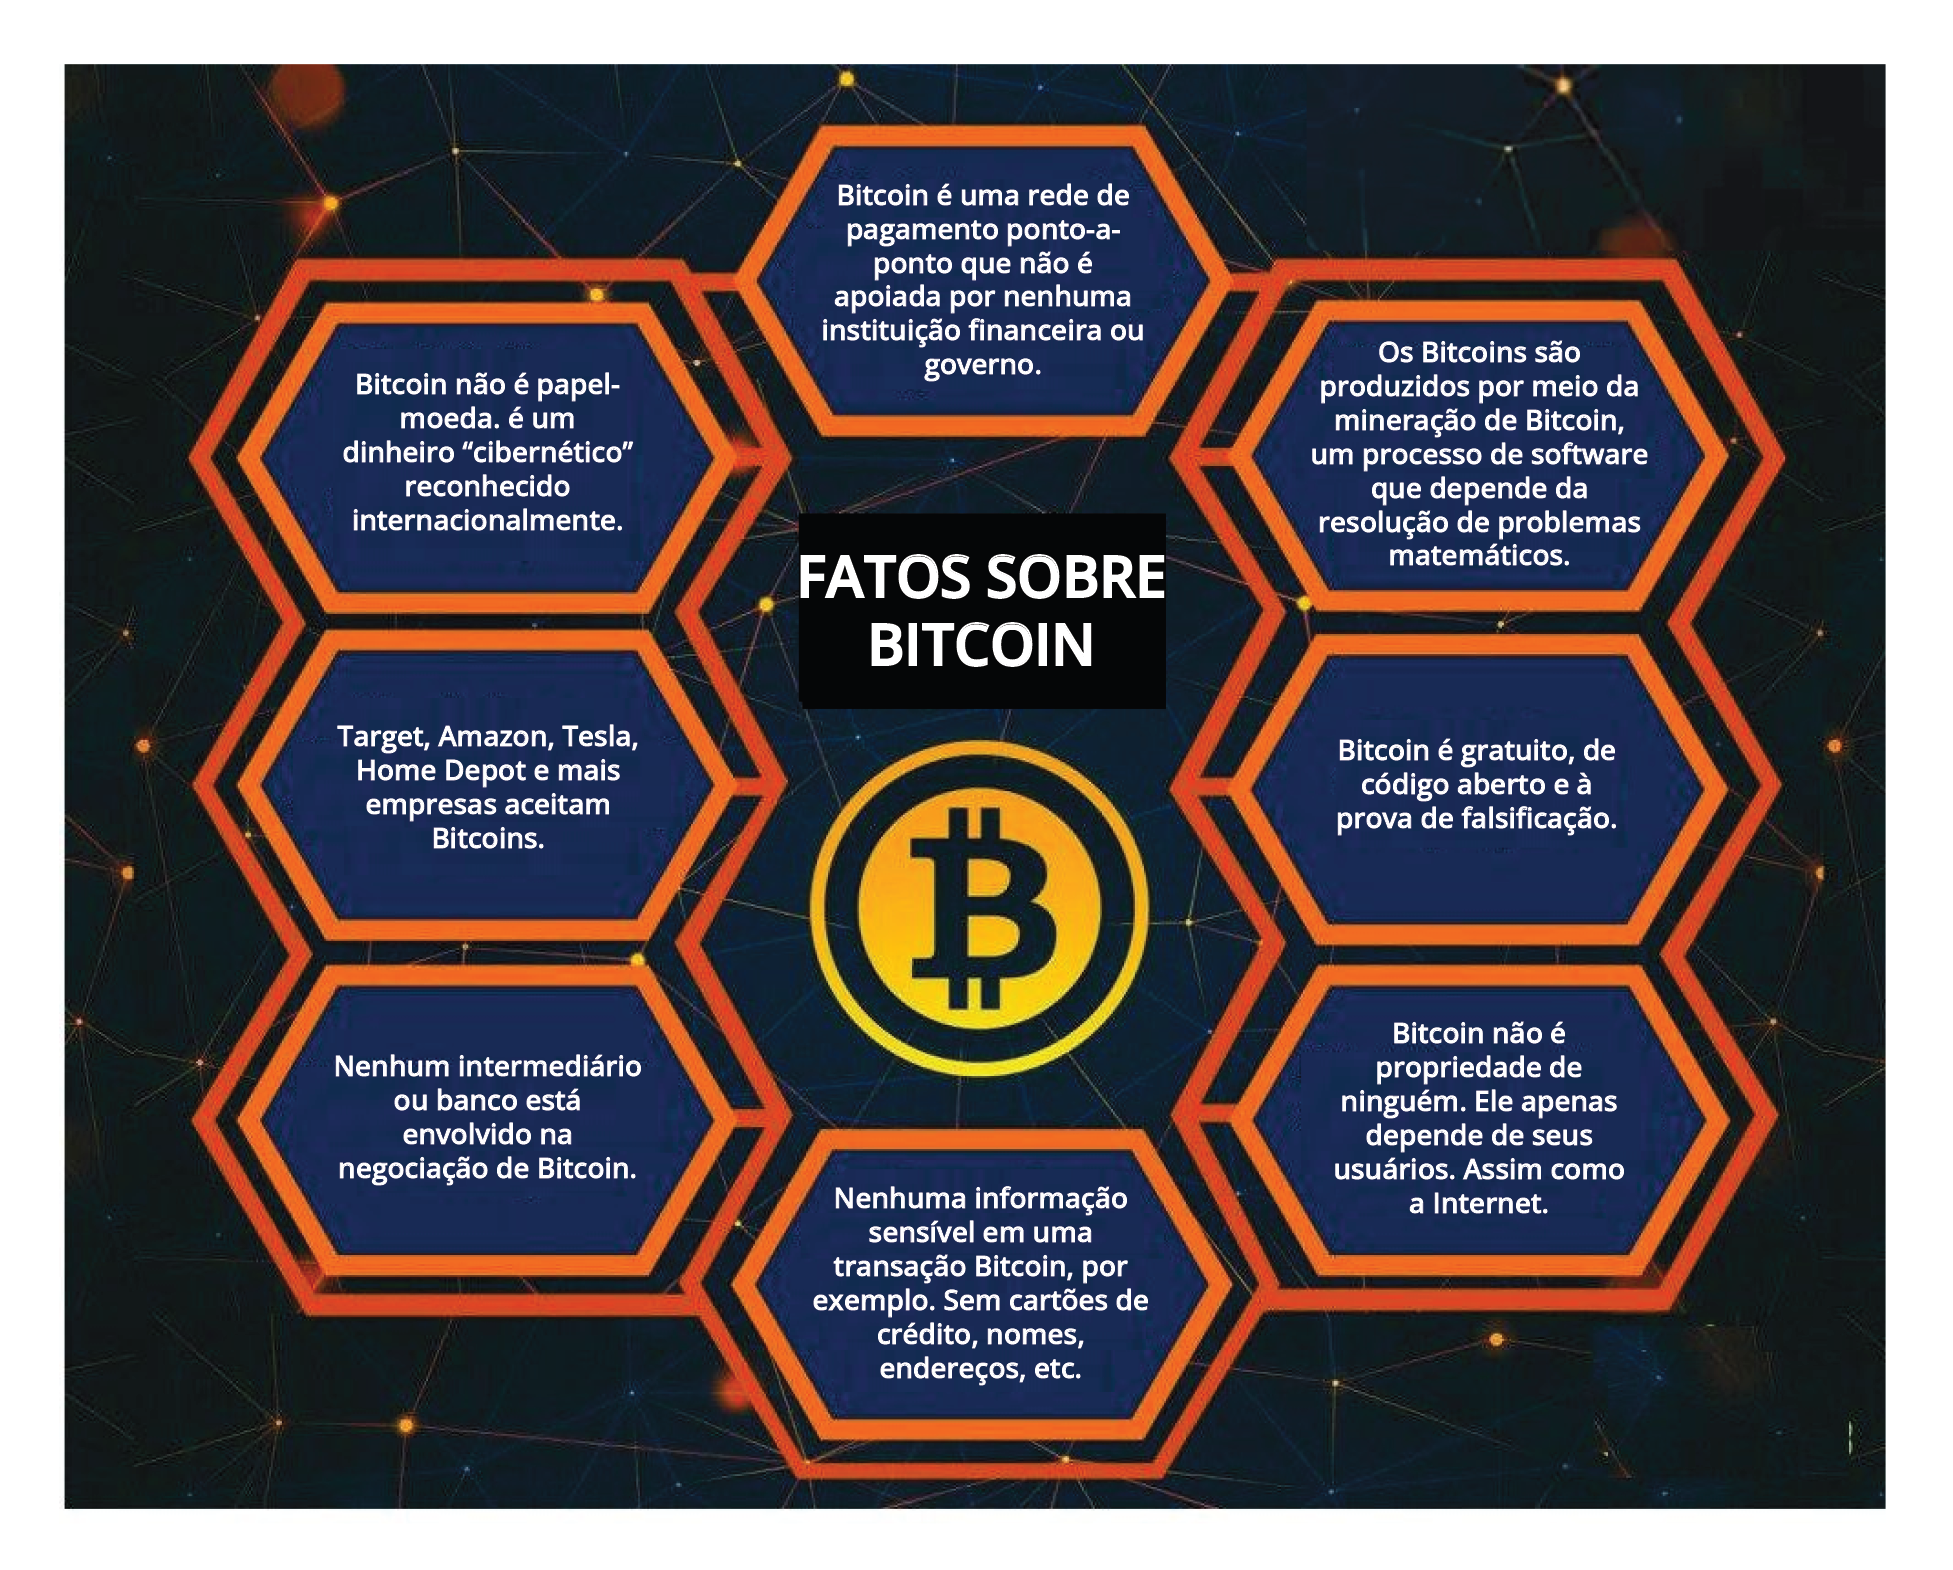 Bitcoin é uma rede de
pagamento ponto-a-
ponto que não é
apoiada por nenhuma
instituição financeira ou
governo.
Bitcoin não é papel-
moeda. é um
dinheiro “cibernético”
reconhecido
internacionalmente.
Os Bitcoins são
produzidos por meio da
mineração de Bitcoin,
um processo de software
que depende da
resolução de problemas
matemáticos.
FATOS SOBRE
BITCOIN
Target, Amazon, Tesla,
Home Depot e mais
empresas aceitam
Bitcoins.
Bitcoin é gratuito, de
código aberto e à
prova de falsificação.
Nenhum intermediário
ou banco está
envolvido na
negociação de Bitcoin.
Bitcoin não é
propriedade de
ninguém. Ele apenas
depende de seus
usuários. Assim como
a Internet.
Nenhuma informação
sensível em uma
transação Bitcoin, por
exemplo. Sem cartões de
crédito, nomes,
endereços, etc.